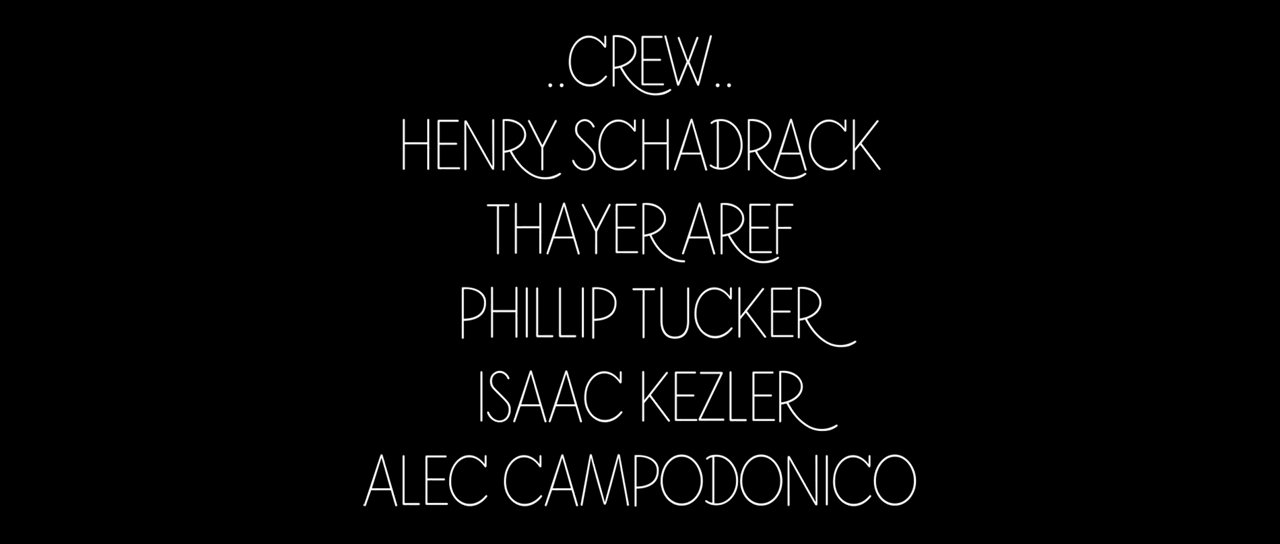 ..CREW..
HENRY SCHADRACK
THAYER AREF
PHILLIP TUCKER
ISAAC KEZLER
ALEC CAMPODONICO